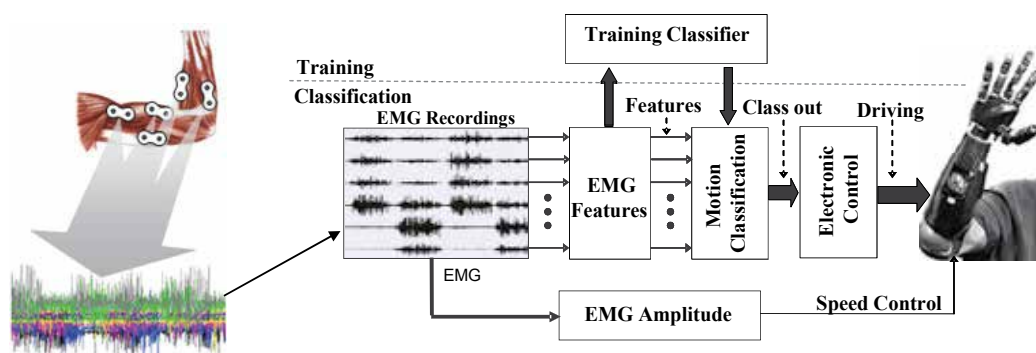 Training Classifier
Training
Classification
Features
Class out
Driving
EMG Recordings
EMG
Features
Motion
Classification
Electronic
Control
EMG
EMG Amplitude
Speed Control